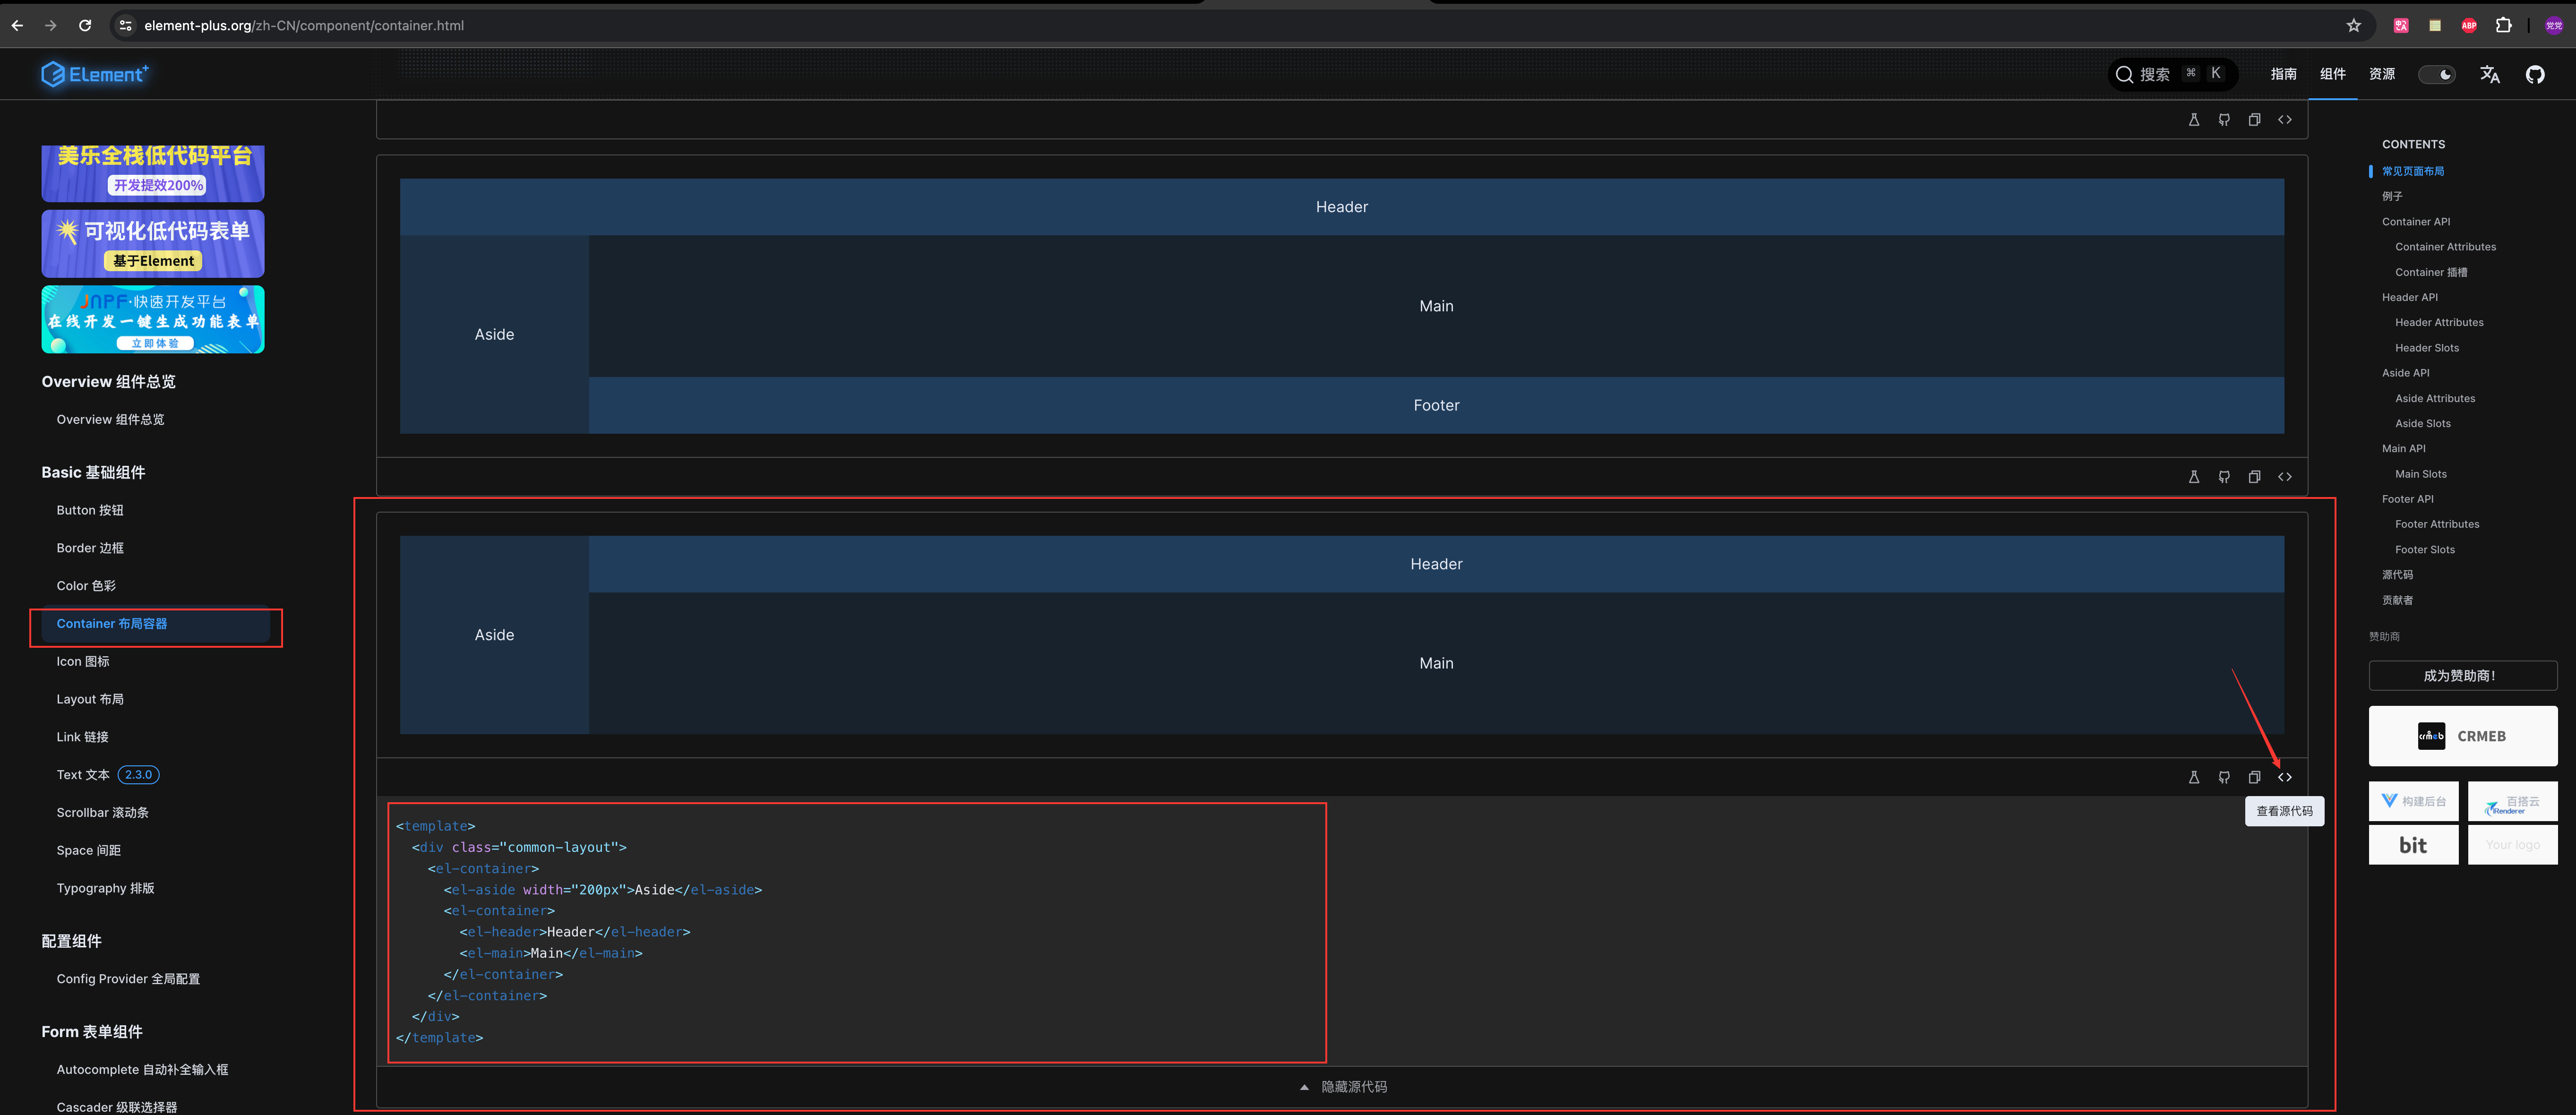 element-plus.org/zh-CN/component/container.html
ABP
党党
Element+
搜索 ⌘ K
指南
组件
资源
美乐全栈低代码平台
开发提效200%
可视化低代码表单
基于Element
JNPF·快速开发平台
在线开发一键生成功能表单
立即体验
Overview 组件总览
Overview 组件总览
Basic 基础组件
Button 按钮
Border 边框
Color 色彩
Container 布局容器
Icon 图标
Layout 布局
Link 链接
Text 文本 2.3.0
Scrollbar 滚动条
Space 间距
Typography 排版
配置组件
Config Provider 全局配置
Form 表单组件
Autocomplete 自动补全输入框
Cascader 级联选择器
Header
Aside
Main
Footer
Header
Aside
Main
查看源代码
<template>
  <div class="common-layout">
    <el-container>
      <el-aside width="200px">Aside</el-aside>
      <el-container>
        <el-header>Header</el-header>
        <el-main>Main</el-main>
      </el-container>
    </el-container>
  </div>
</template>
隐藏源代码
CONTENTS
常见页面布局
例子
Container API
Container Attributes
Container 插槽
Header API
Header Attributes
Header Slots
Aside API
Aside Attributes
Aside Slots
Main API
Main Slots
Footer API
Footer Attributes
Footer Slots
源代码
贡献者
赞助商
成为赞助商！
crmeb CRMEB
构建后台
百搭云
iRenderer
bit
Your logo